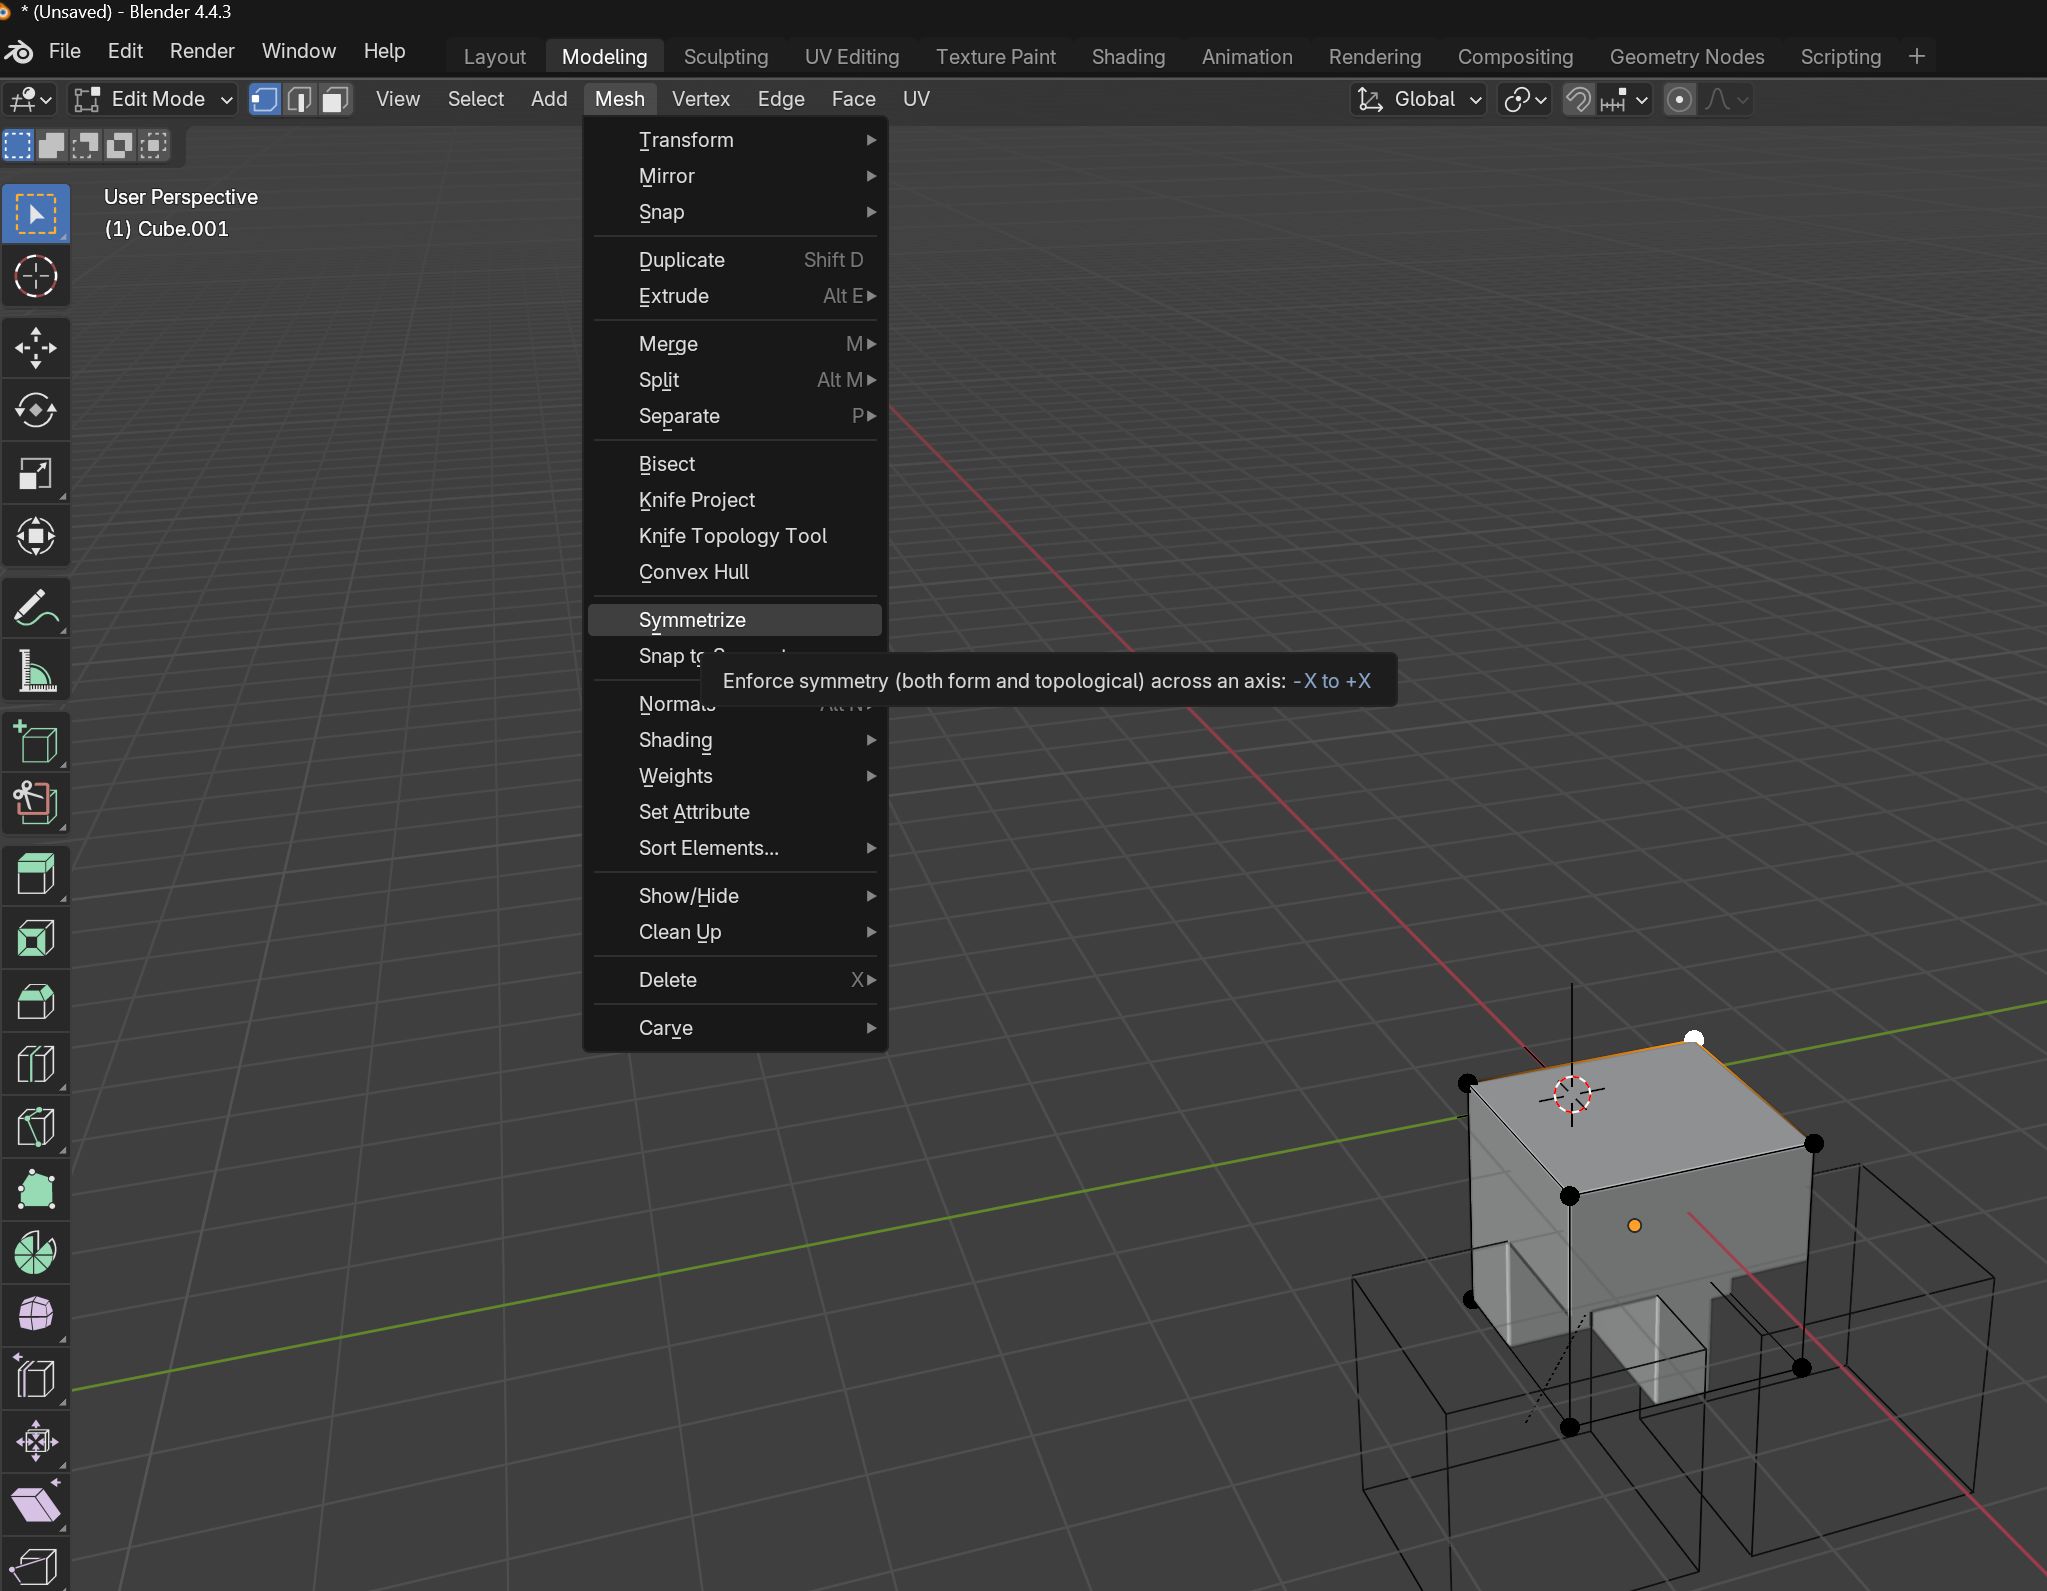 * (Unsaved) - Blender 4.4.3
File Edit Render Window Help Layout Modeling Sculpting UV Editing Texture Paint Shading Animation Rendering Compositing Geometry Nodes Scripting +
Edit Mode View Select Add Mesh Vertex Edge Face UV Global
User Perspective
(1) Cube.001
Transform
Mirror
Snap
Duplicate Shift D
Extrude Alt E
Merge M
Split Alt M
Separate P
Bisect
Knife Project
Knife Topology Tool
Convex Hull
Symmetrize
Snap to
Enforce symmetry (both form and topological) across an axis: -X to +X
Normals Alt N
Shading
Weights
Set Attribute
Sort Elements...
Show/Hide
Clean Up
Delete X
Carve